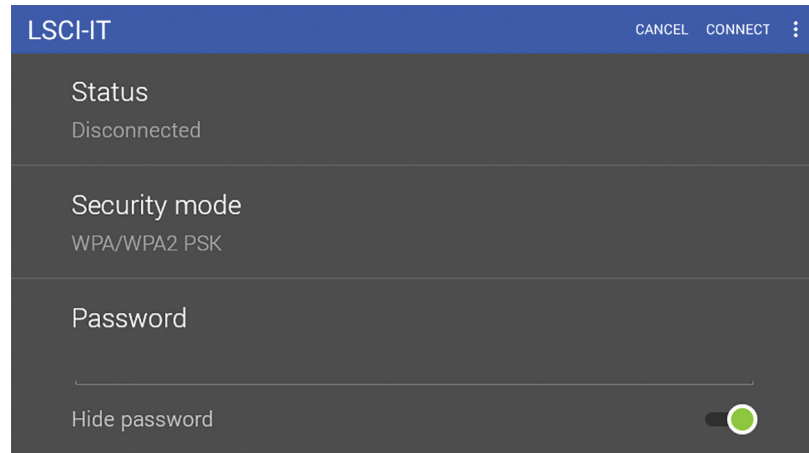 LSCI-IT
CANCEL CONNECT
Status
Disconnected
Security mode
WPA/WPA2 PSK
Password
Hide password